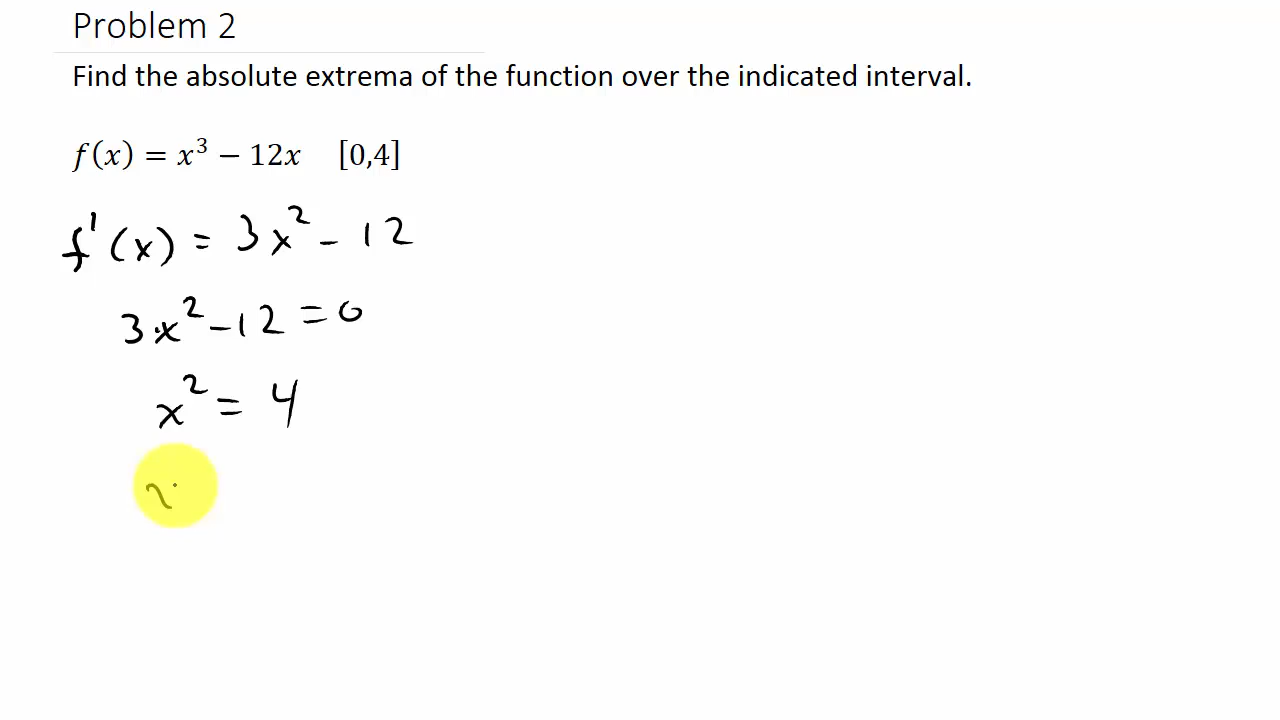 Problem 2
Find the absolute extrema of the function over the indicated interval.
f(x) = x³ − 12x [0,4]
f'(x) = 3x² - 12
3x² - 12 = 0
x² = 4